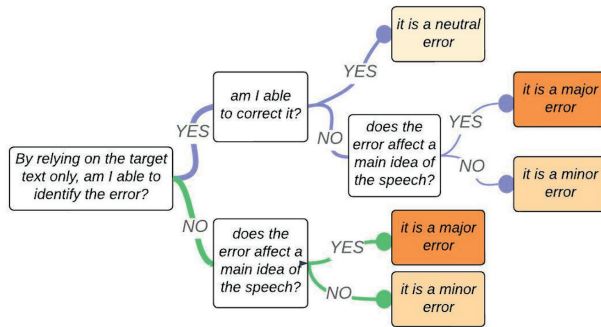 By relying on the target
text only, am I able to
identify the error?
YES
am I able
to correct it?
YES
it is a neutral
error
NO
does the
error affect a
main idea of
the speech?
YES
it is a major
error
NO
it is a minor
error
NO
does the
error affect a
main idea of
the speech?
YES
it is a major
error
NO
it is a minor
error